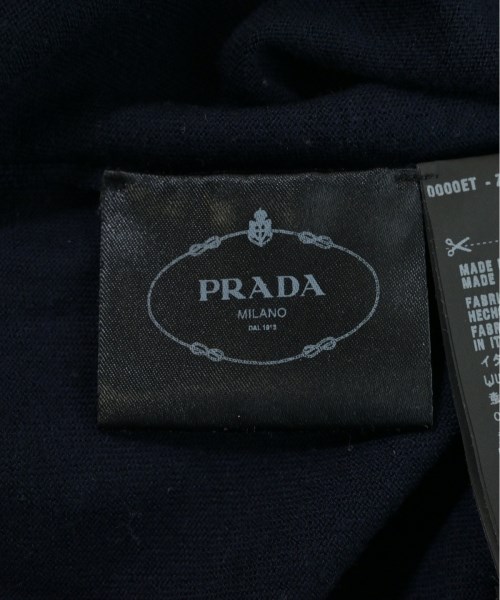 PRADA
MILANO
DAL 1913
0000ET - 
MADE
MADE
FABRI
HECHO
FABRI
IN IT
イタ